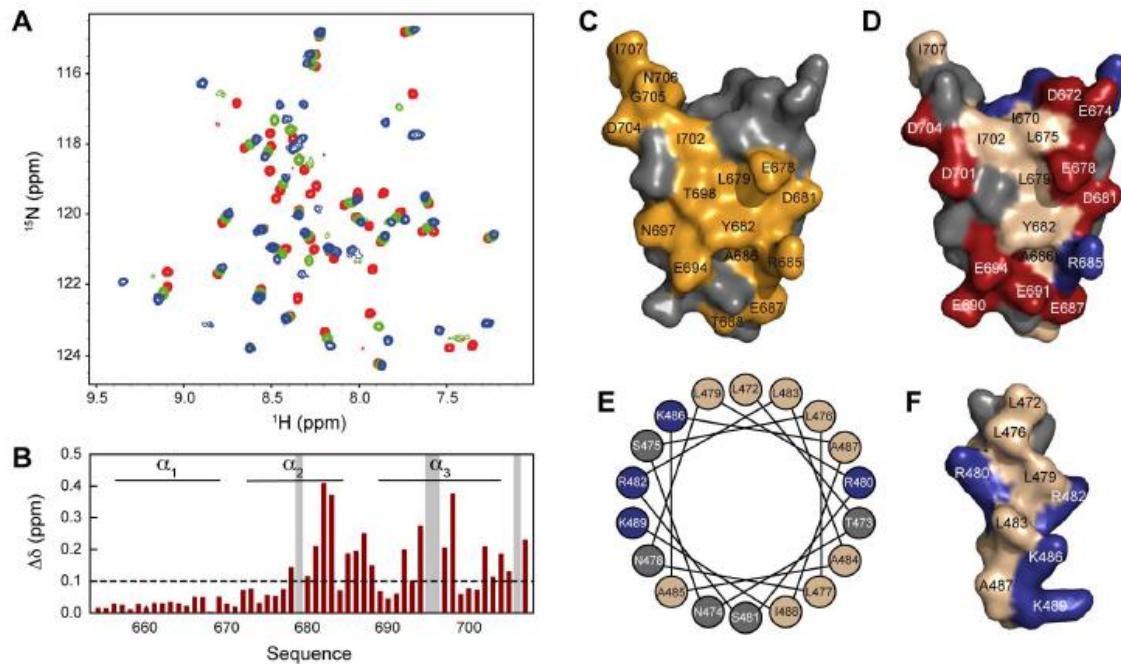 A
116
118
120
122
124
¹⁵N (ppm)
9.5 9.0 8.5 8.0 7.5
¹H (ppm)
B
0.5
0.4
0.3
0.2
0.1
0.0
Δδ (ppm)
α₁ α₂ α₃
660 670 680 690 700
Sequence
C
I707
N706
G705
D704
I702
E678
L679
T698
D681
Y682
N697
A686
R685
E694
E687
T688
D
I707
D672
E674
I670
D704
L675
I702
E678
D701
L679
D681
Y682
A686
R685
E694
E691
E690
E687
E
L479
L472
L483
K486
L476
S475
A487
R482
R480
K489
T473
N478
A484
A485
L477
N474
S481
I488
F
L472
L476
R480
L479
R482
L483
K486
A487
K489